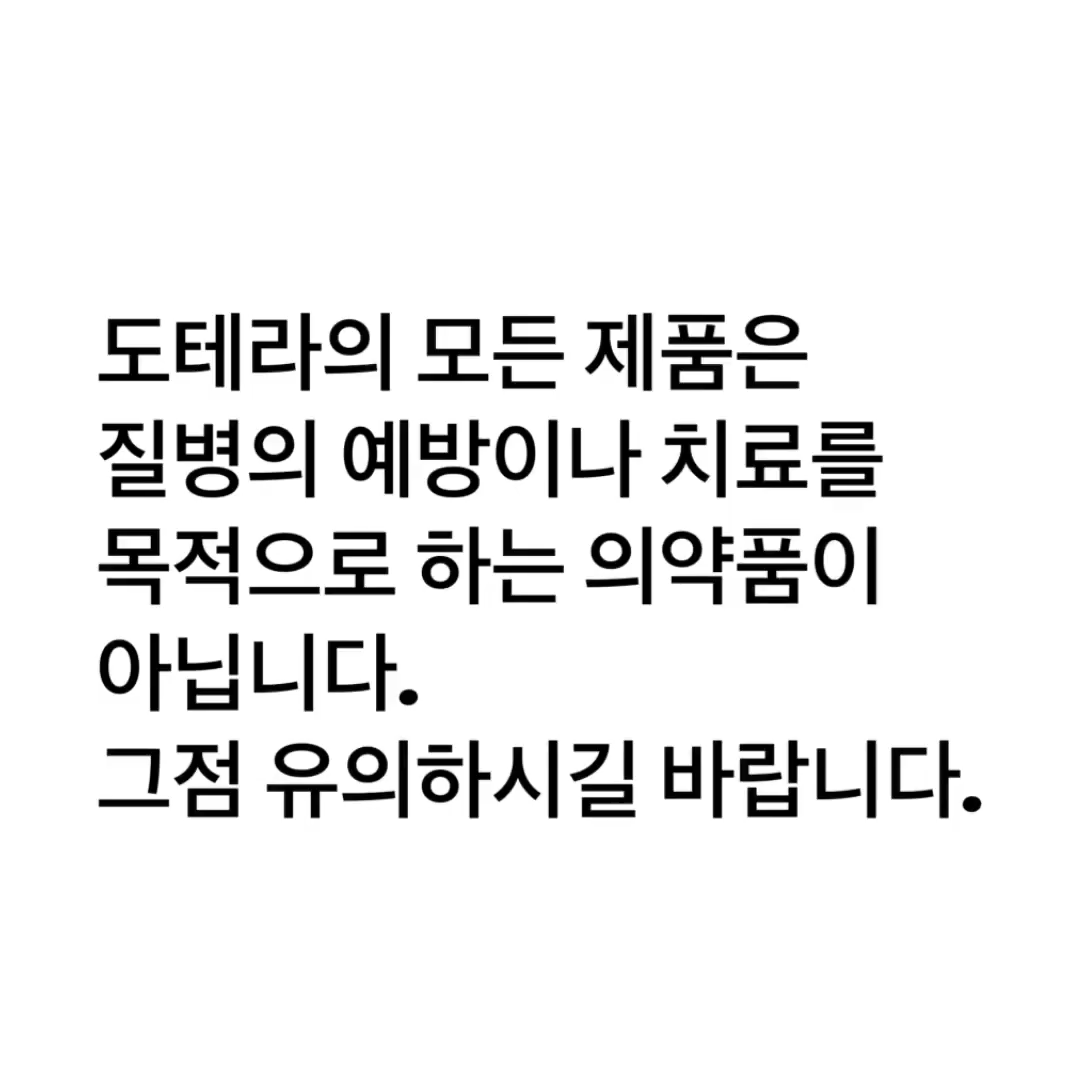 도테라의 모든 제품은
질병의 예방이나 치료를
목적으로 하는 의약품이
아닙니다.
그점 유의하시길 바랍니다.